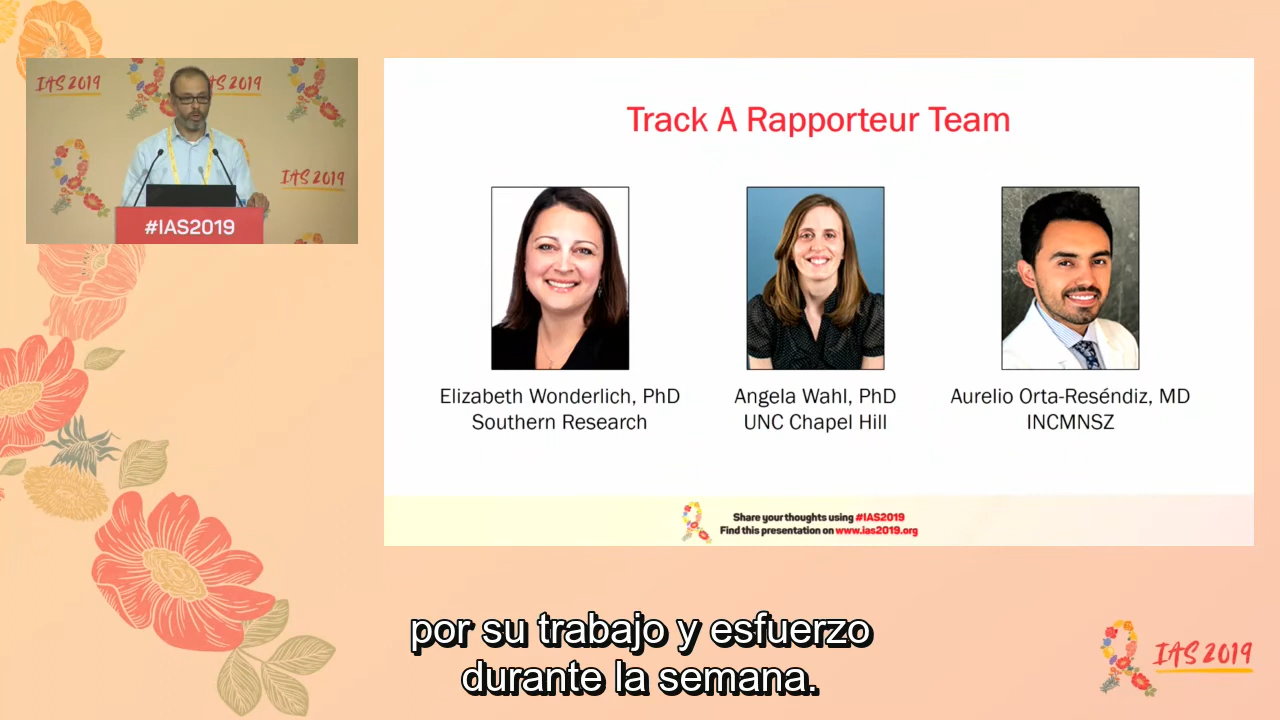 IAS 2019
IAS 2019
IAS 2019
#IAS2019
Track A Rapporteur Team
Elizabeth Wonderlich, PhD
Southern Research
Angela Wahl, PhD
UNC Chapel Hill
Aurelio Orta-Reséndiz, MD
INCMNSZ
Share your thoughts using #IAS2019
Find this presentation on www.ias2019.org
por su trabajo y esfuerzo
durante la semana.
IAS 2019